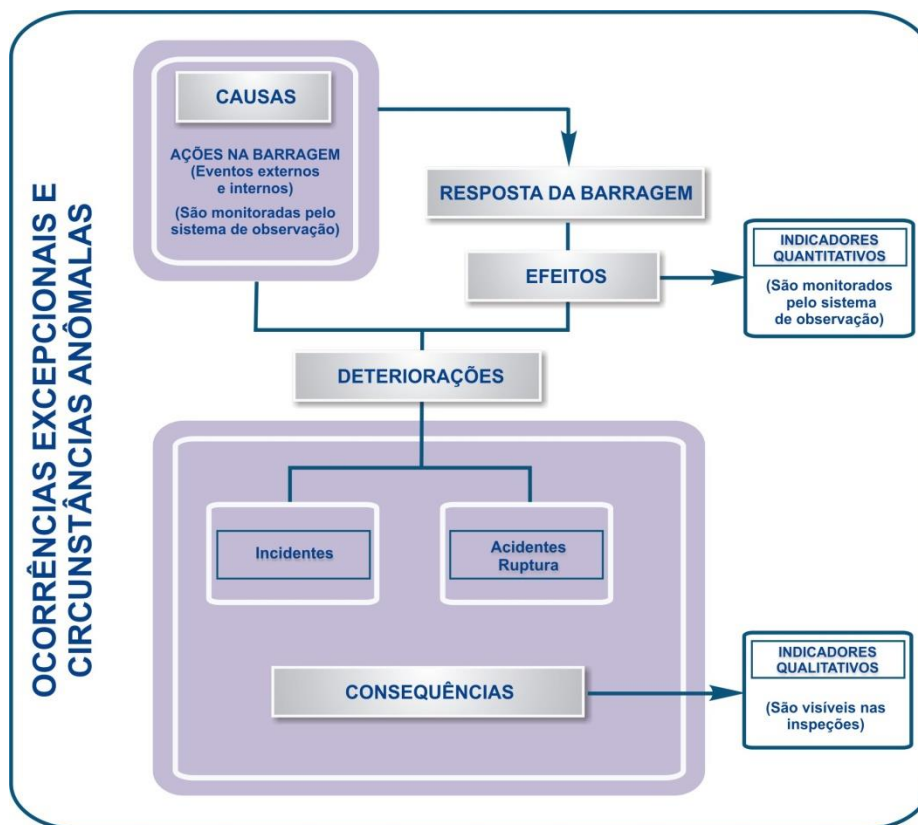 OCORRÊNCIAS EXCEPCIONAIS E
CIRCUNSTÂNCIAS ANÔMALAS
CAUSAS
AÇÕES NA BARRAGEM
(Eventos externos
e internos)
(São monitoradas pelo
sistema de observação)
RESPOSTA DA BARRAGEM
EFEITOS
INDICADORES
QUANTITATIVOS
(São monitorados
pelo sistema
de observação)
DETERIORAÇÕES
Incidentes
Acidentes
Ruptura
CONSEQUÊNCIAS
INDICADORES
QUALITATIVOS
(São visíveis nas
inspeções)